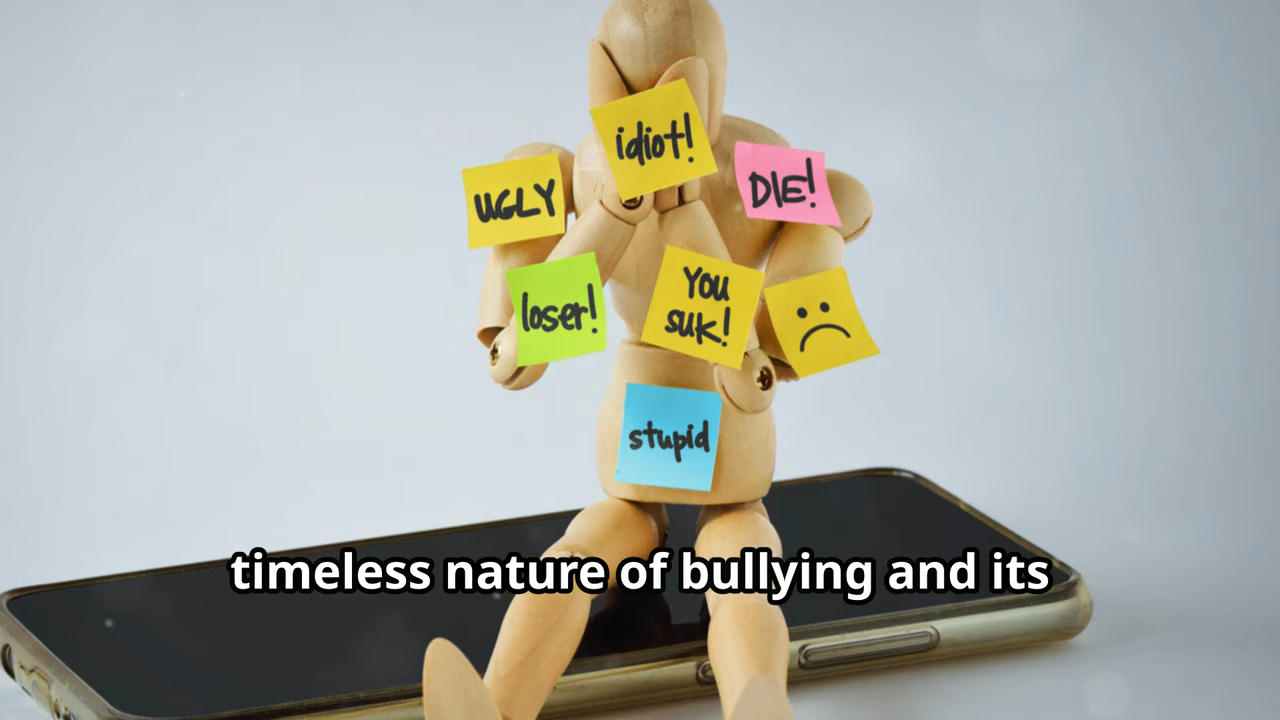 idiot!
UGLY
DIE!
loser!
You
suk!
stupid
timeless nature of bullying and its